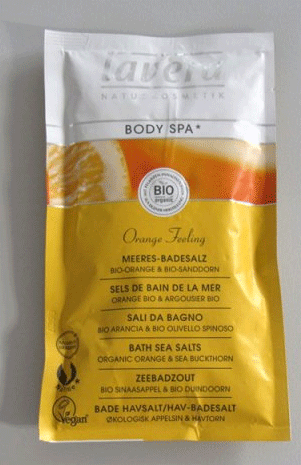 lavera
NATURKOSMETIK
BODY SPA*
BIO
organic
Orange Feeling
MEERES-BADESALZ
BIO-ORANGE & BIO-SANDDORN
SELS DE BAIN DE LA MER
ORANGE BIO & ARGOUSIER BIO
SALI DA BAGNO
BIO ARANCIA & BIO OLIVELLO SPINOSO
BATH SEA SALTS
ORGANIC ORANGE & SEA BUCKTHORN
ZEEBADZOUT
BIO SINAASAPPEL & BIO DUINDOORN
BADE HAVSALT/HAV-BADESALT
ØKOLOGISK APPELSIN & HAVTORN
Vegan